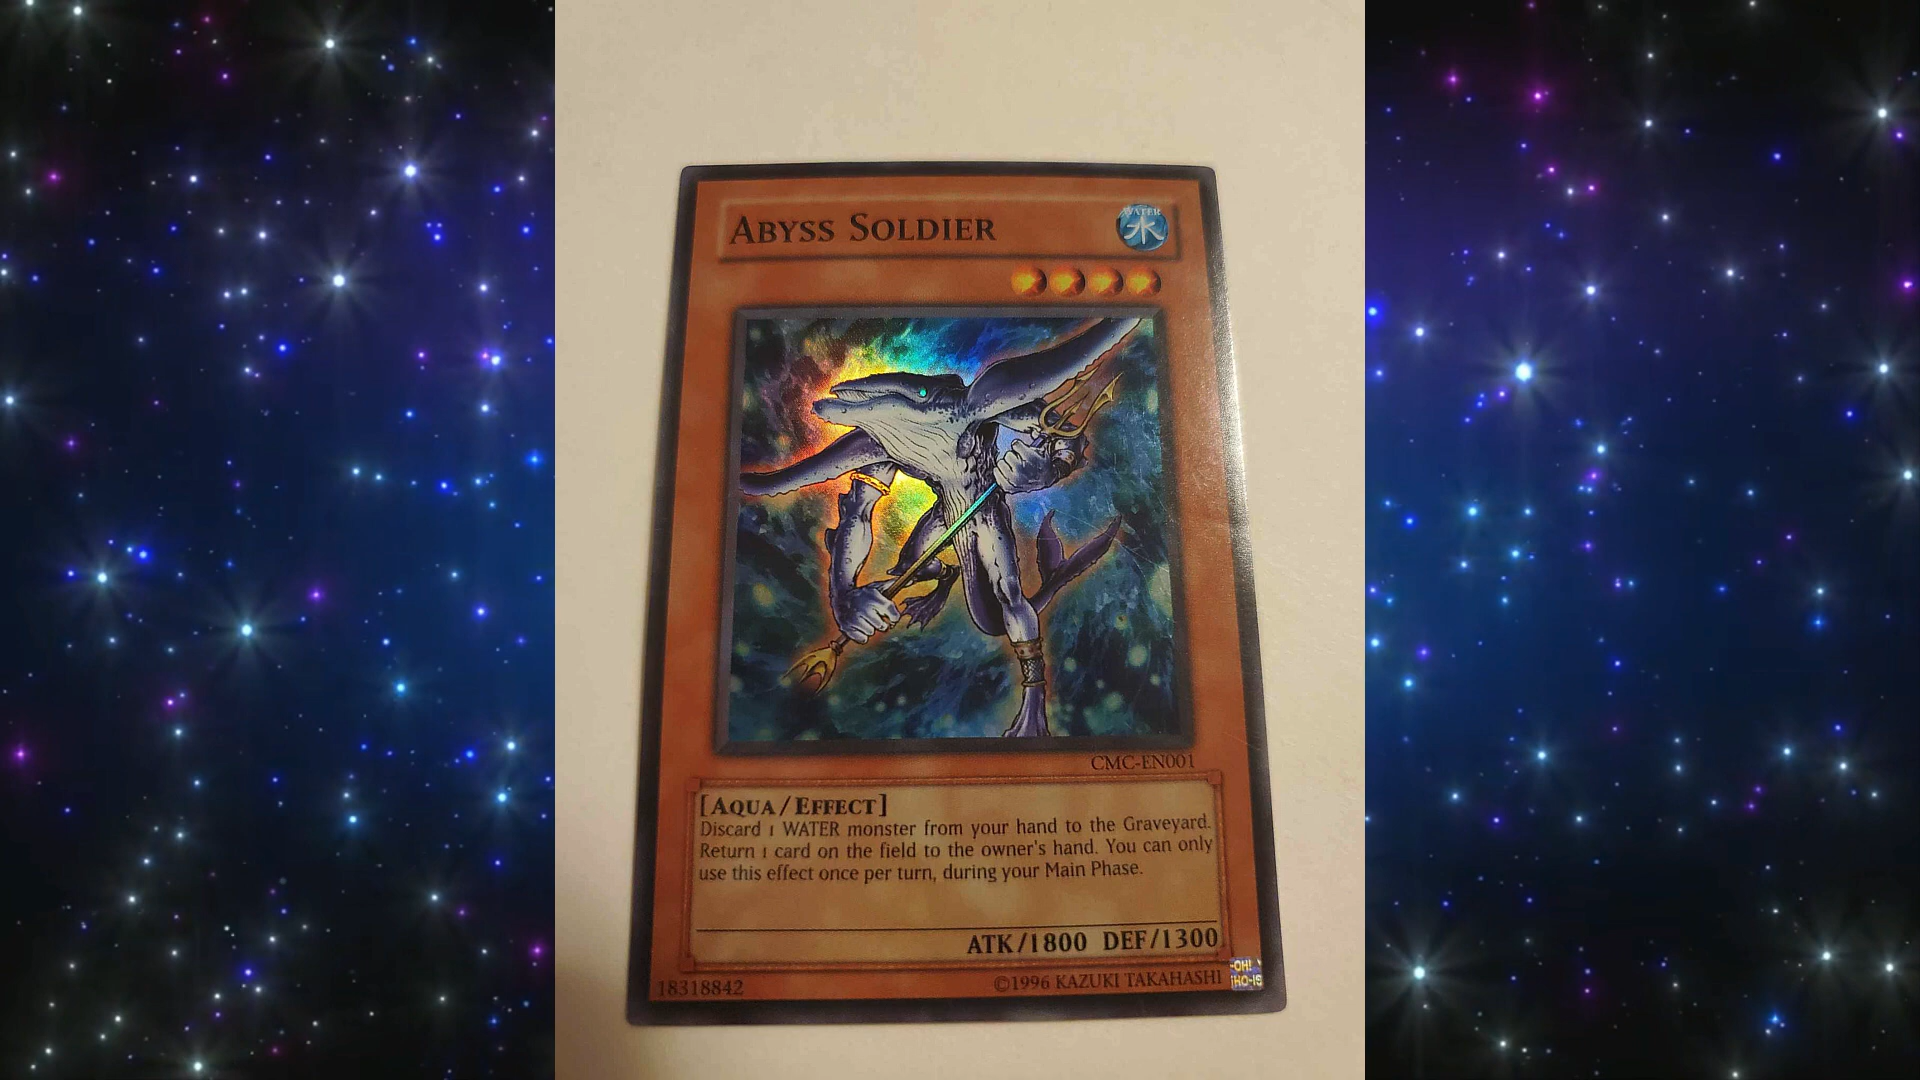 Abyss Soldier
WATER
水
CMC-EN001
[Aqua/Effect]
Discard 1 WATER monster from your hand to the Graveyard.
Return 1 card on the field to the owner's hand. You can only
use this effect once per turn, during your Main Phase.
ATK/1800 DEF/1300
18318842
©1996 KAZUKI TAKAHASHI
-OH!